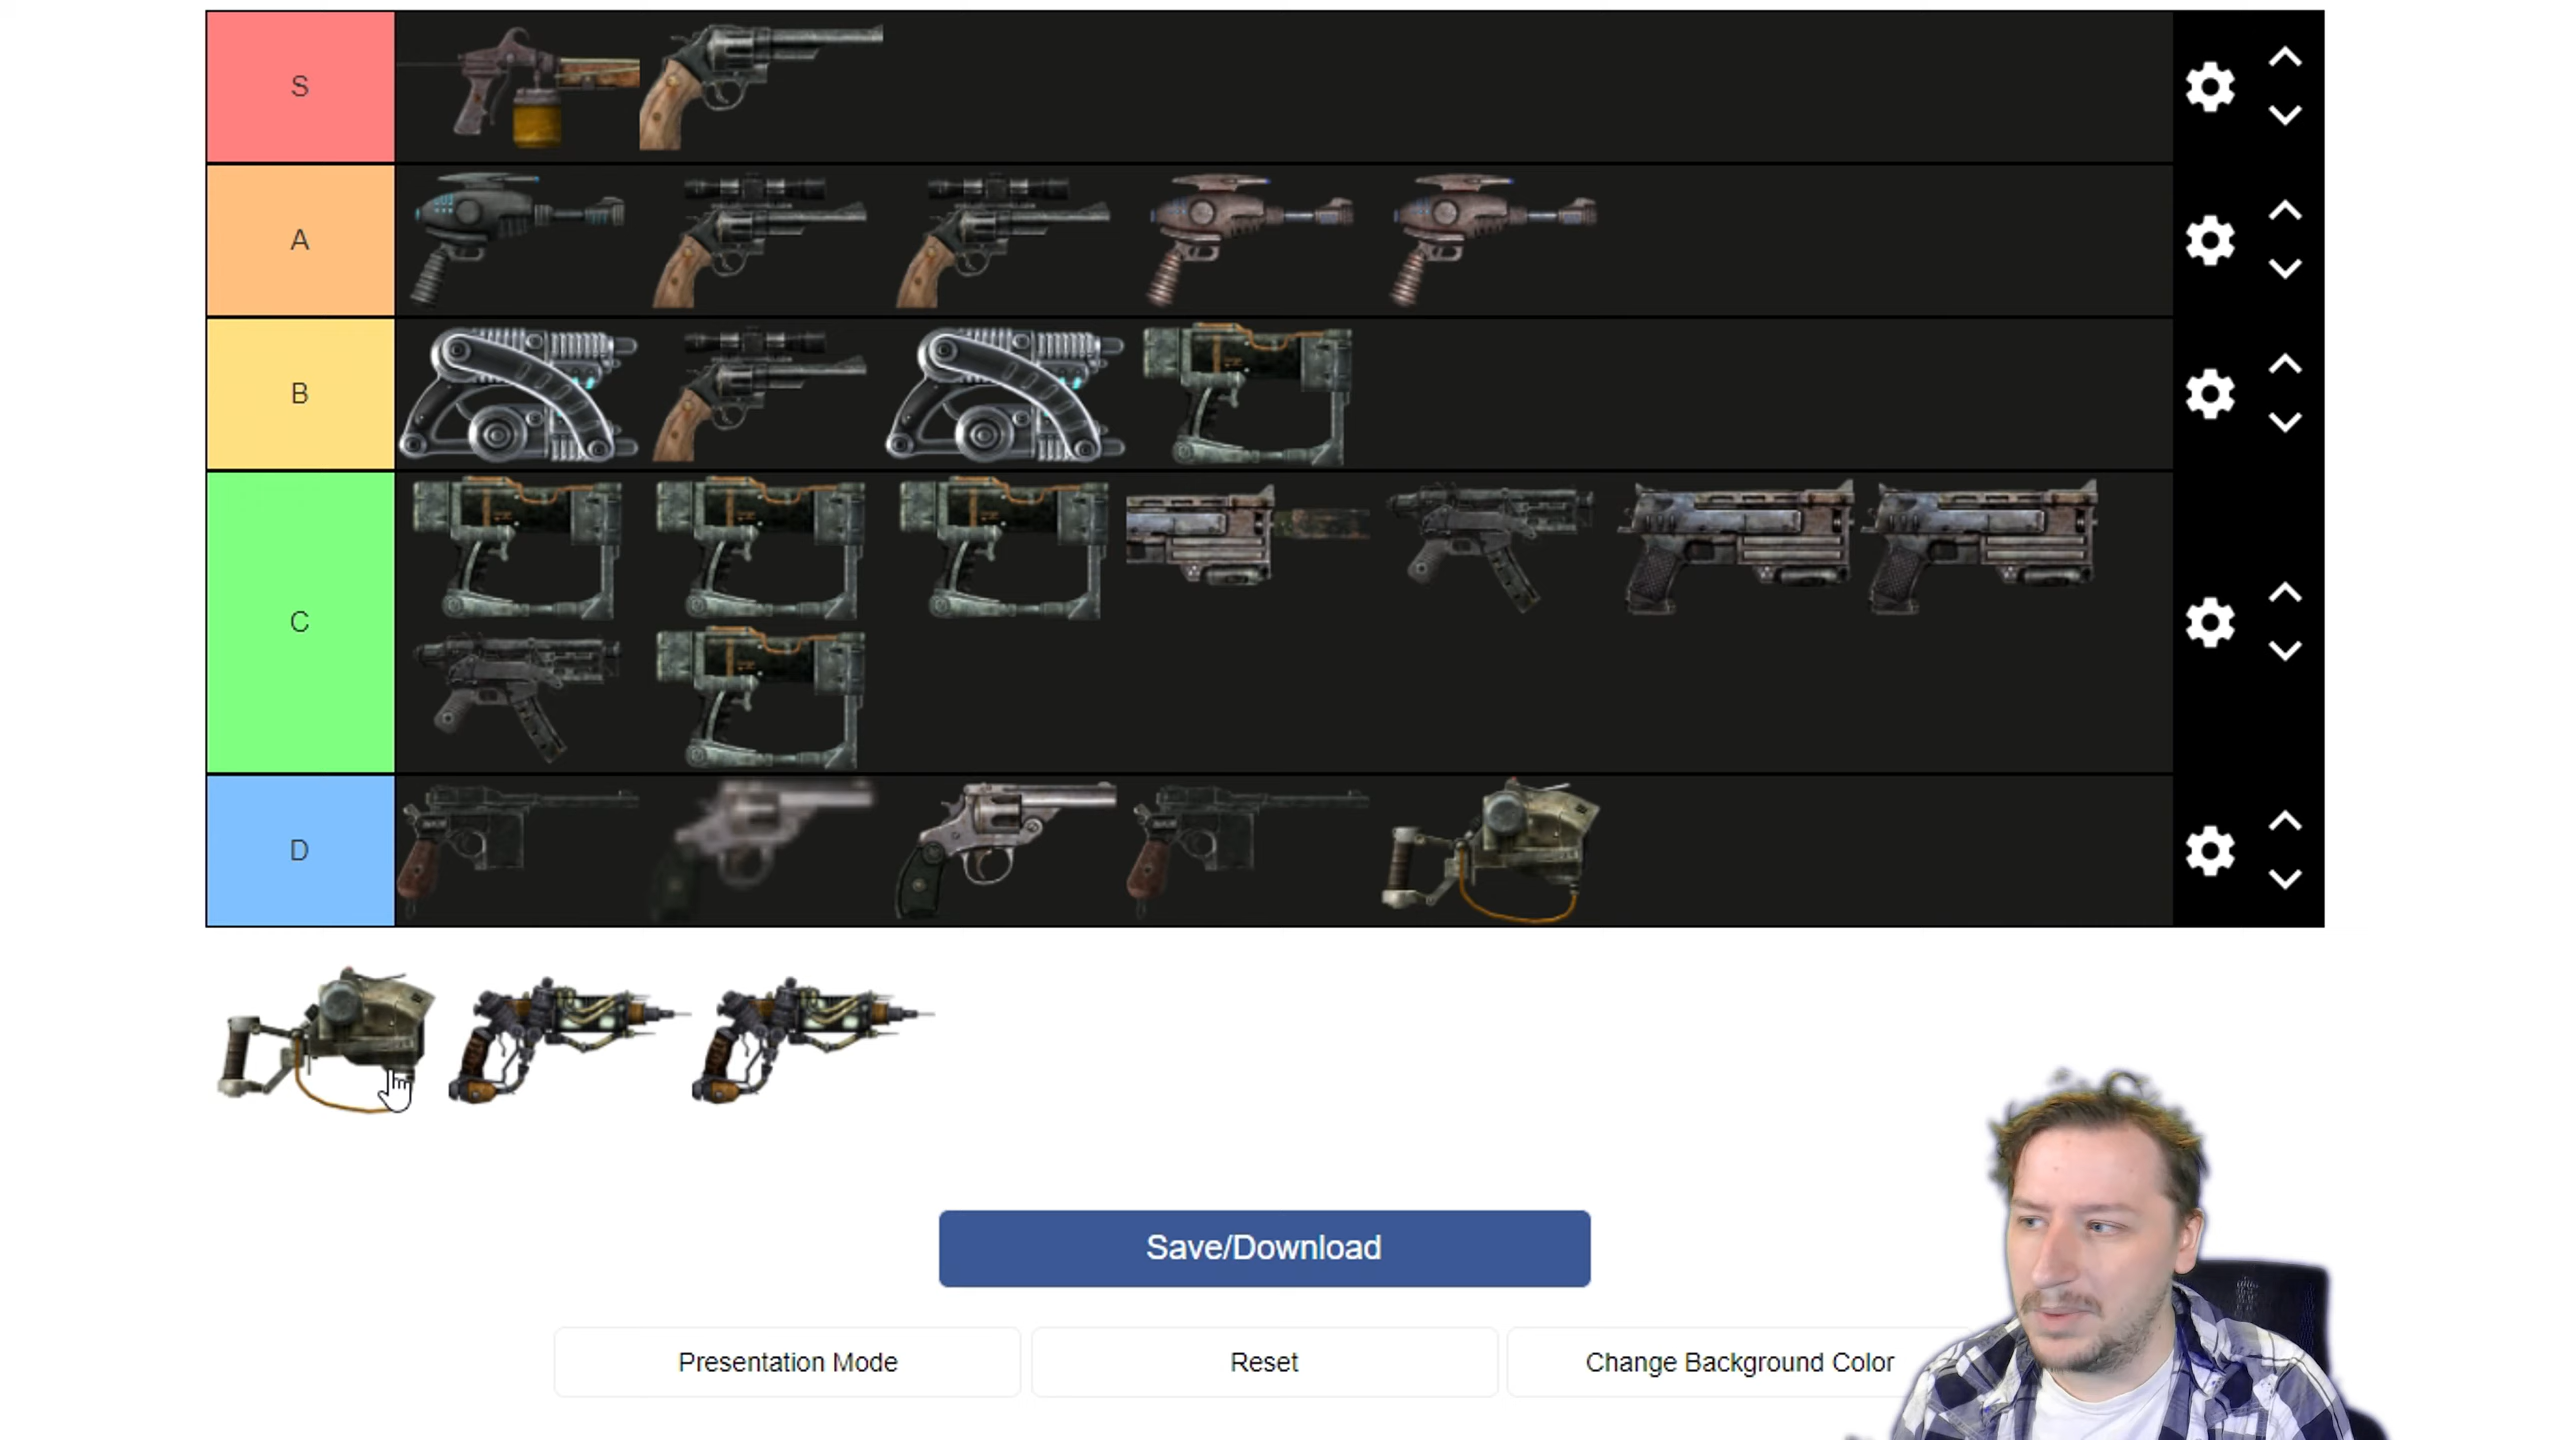 S
A
B
C
D
Save/Download
Presentation Mode
Reset
Change Background Color